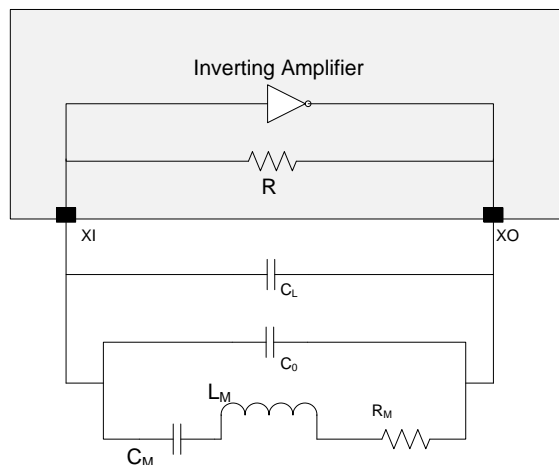 Inverting Amplifier
R
XI
XO
CL
C0
LM
RM
CM